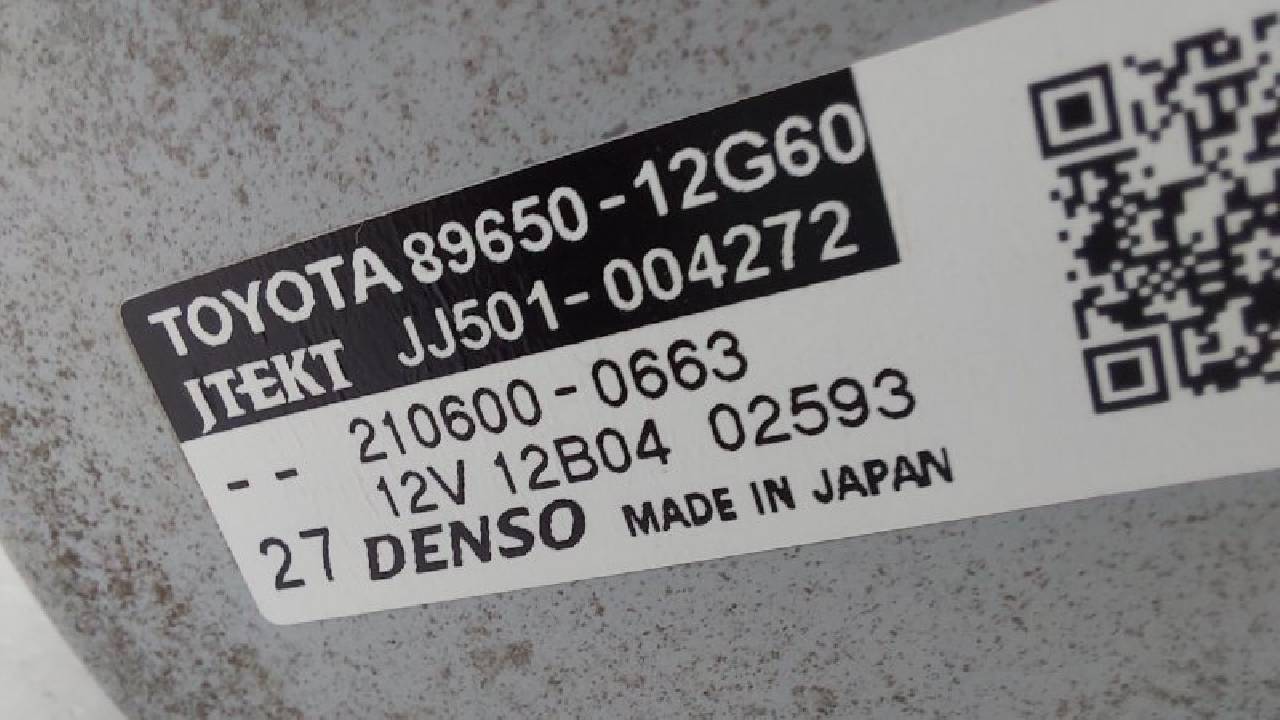 TOYOTA 89650-12G60
JTEKT JJ501-004272
-- 210600-0663
12V 12B04 02593
27 DENSO MADE IN JAPAN